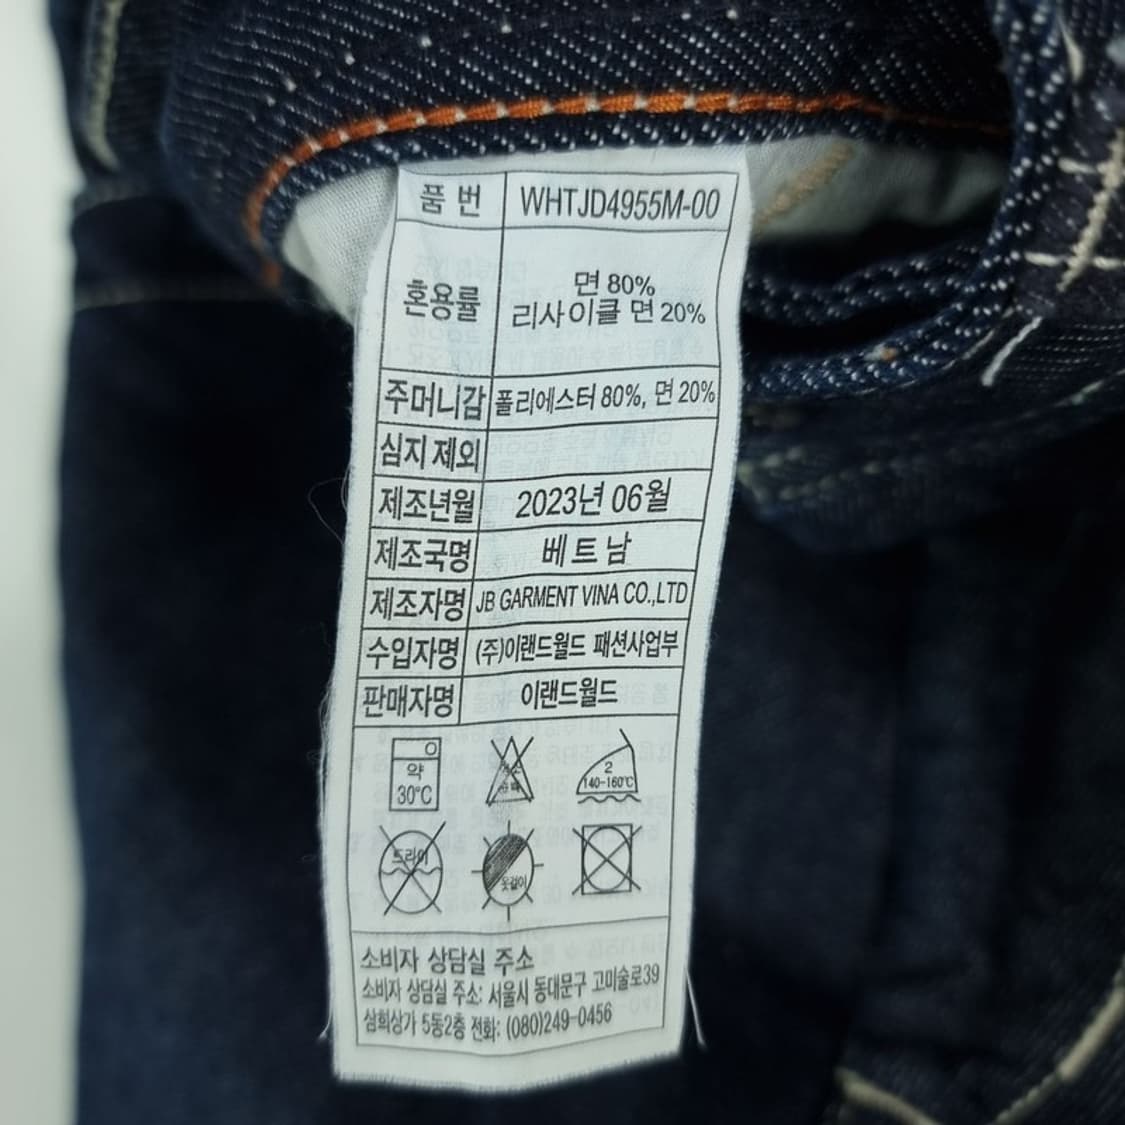 품 번 WHTJD4955M-00
혼용률 면 80%
리사이클 면 20%
주머니감 폴리에스터 80%, 면 20%
심지 제외
제조년월 2023년 06월
제조국명 베트남
제조자명 JB GARMENT VINA CO.,LTD
수입자명 (주)이랜드월드 패션사업부
판매자명 이랜드월드
약
30°C
2
140-160°C
드라이
옷걸이
소비자 상담실 주소
소비자 상담실 주소: 서울시 동대문구 고미술로39
삼희상가 5동2층 전화: (080)249-0456